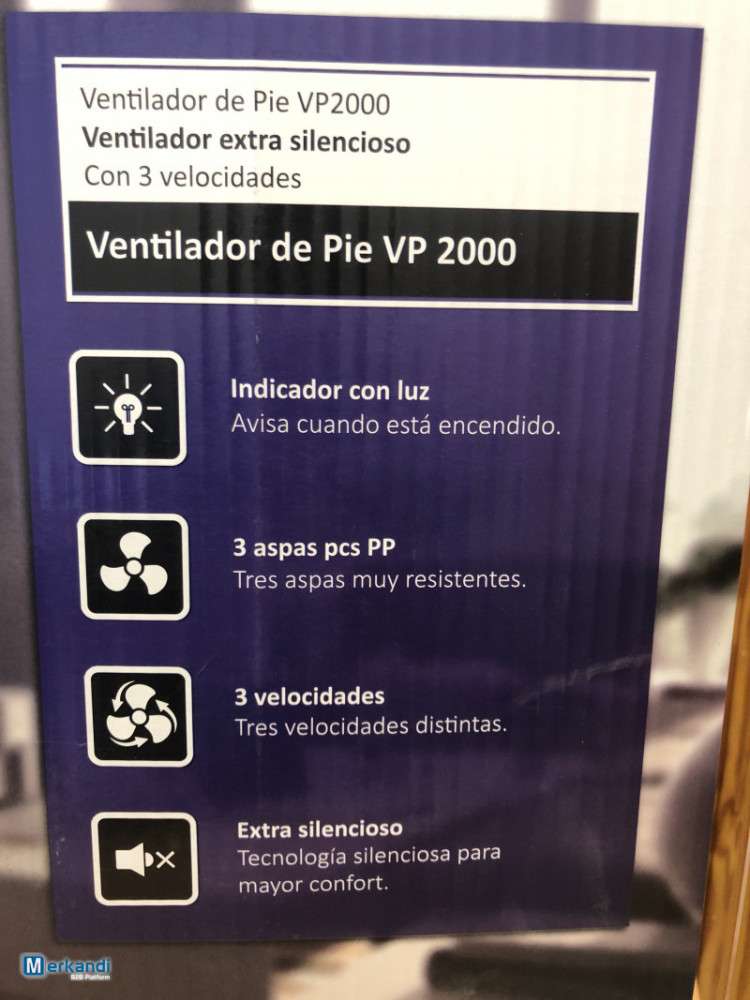 Ventilador de Pie VP2000
Ventilador extra silencioso
Con 3 velocidades
Ventilador de Pie VP 2000
Indicador con luz
Avisa cuando está encendido.
3 aspas pcs PP
Tres aspas muy resistentes.
3 velocidades
Tres velocidades distintas.
Extra silencioso
Tecnología silenciosa para
mayor confort.
Merkandi
B2B Platform